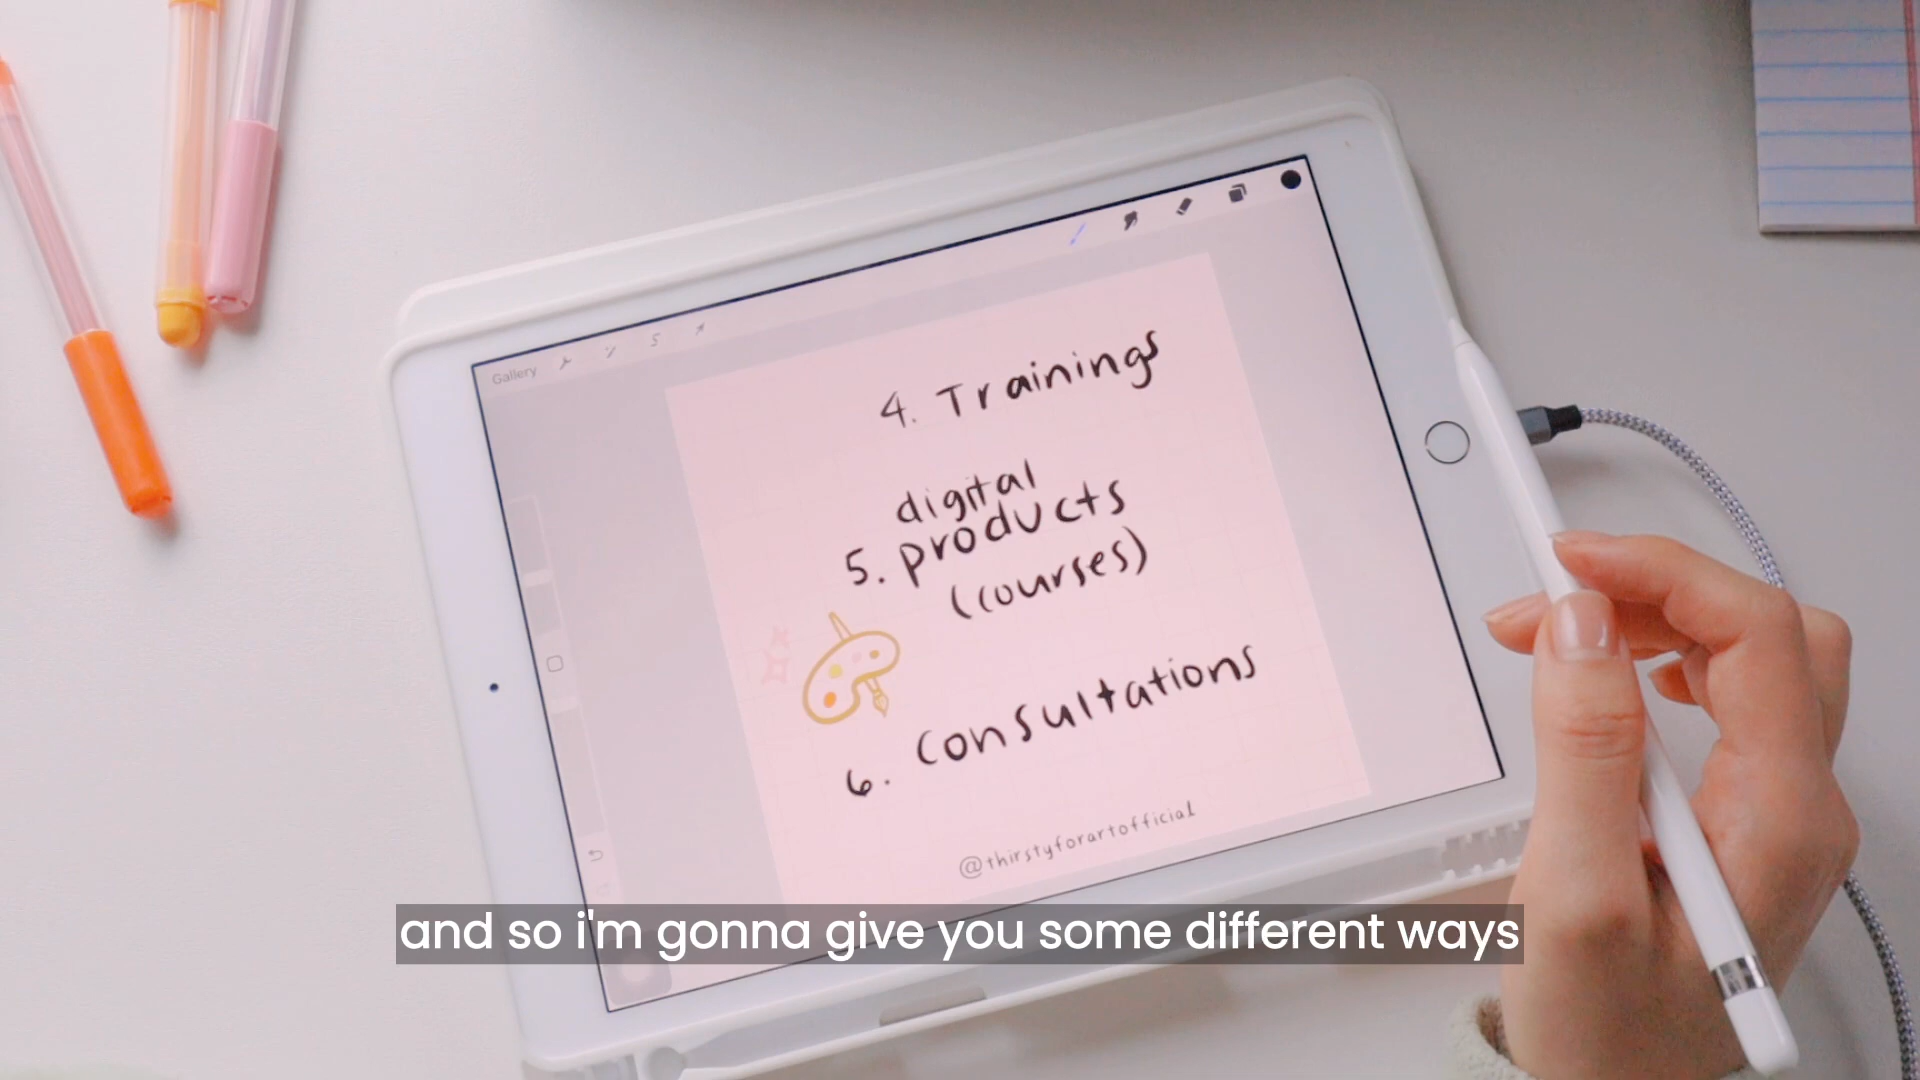 Gallery
4. Trainings
digital
5. products
(courses)
6. Consultations
@thirstyforartofficial
and so i'm gonna give you some different ways